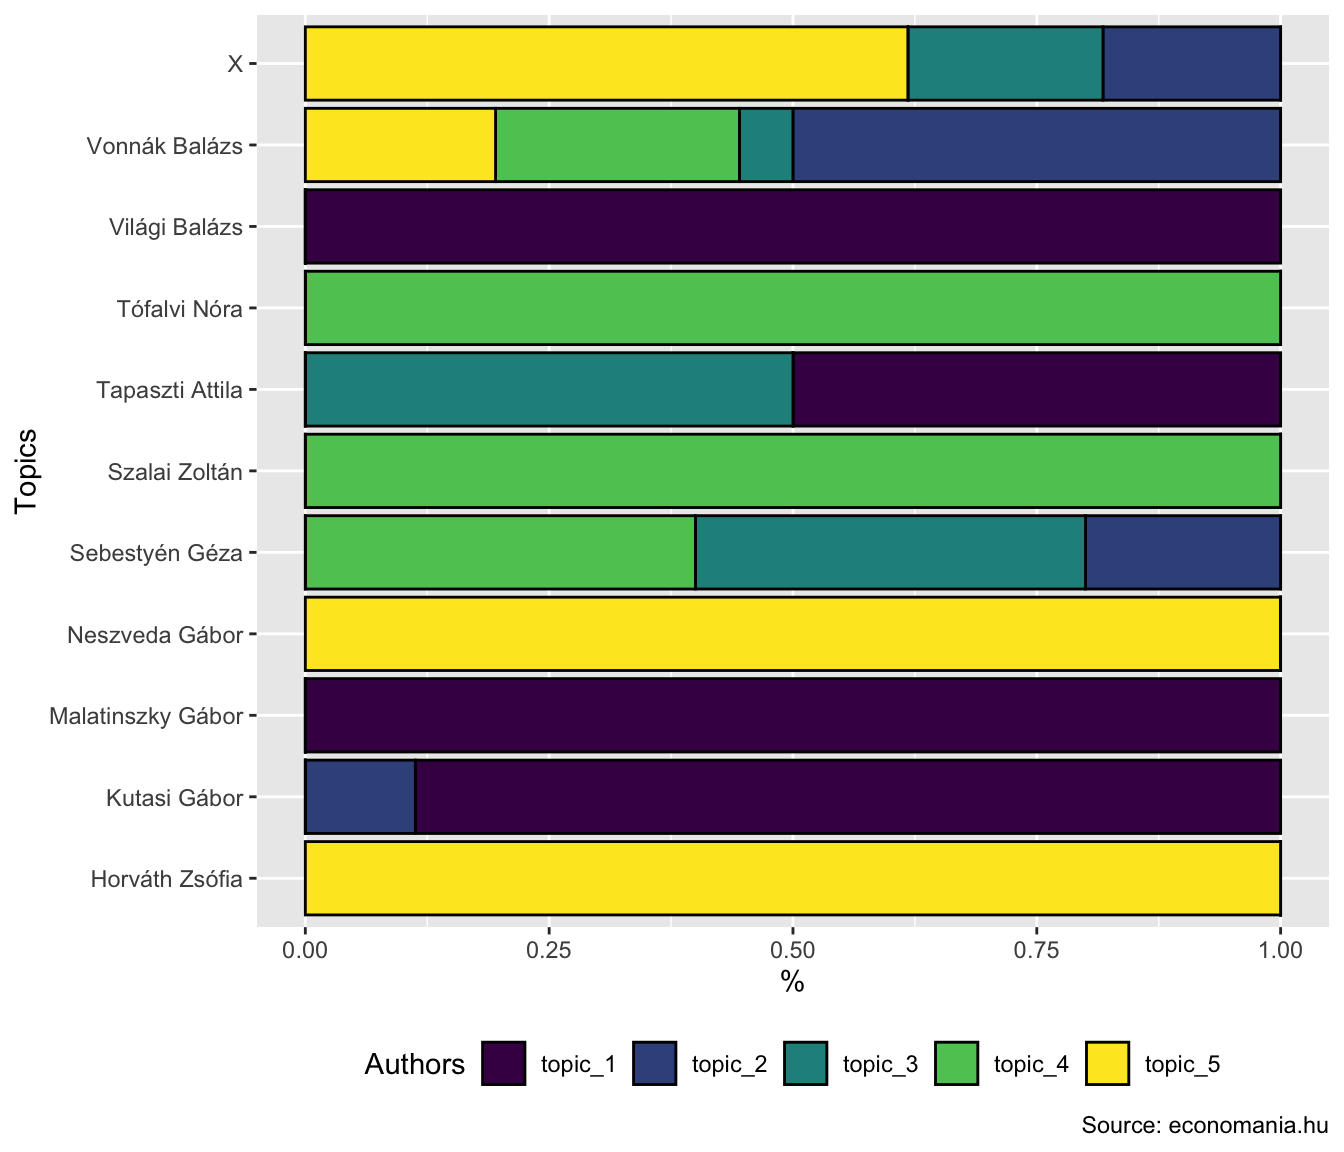 X
Vonnák Balázs
Világi Balázs
Tófalvi Nóra
Tapaszti Attila
Szalai Zoltán
Sebestyén Géza
Neszveda Gábor
Malatinszky Gábor
Kutasi Gábor
Horváth Zsófia
Topics
0.00 0.25 0.50 0.75 1.00
%
Authors topic_1 topic_2 topic_3 topic_4 topic_5
Source: economania.hu